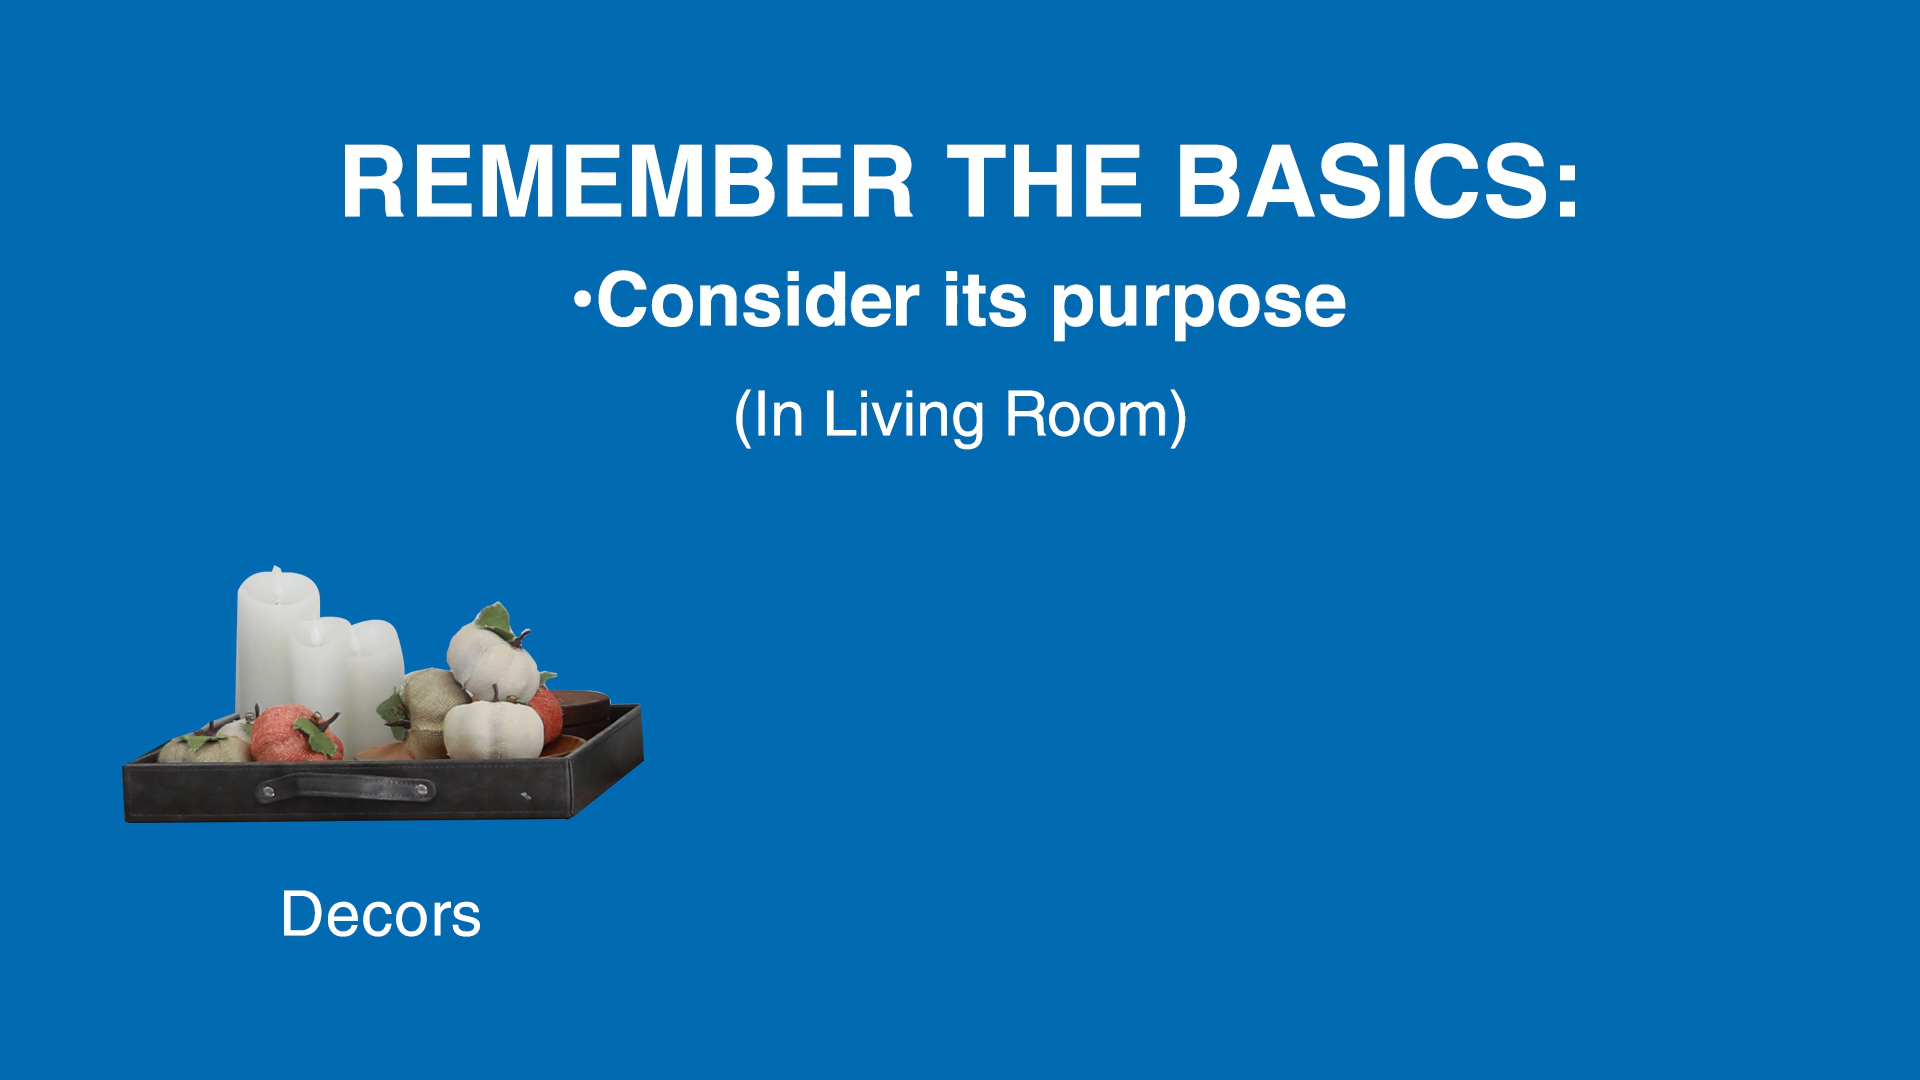 REMEMBER THE BASICS:
•Consider its purpose
(In Living Room)
Decors